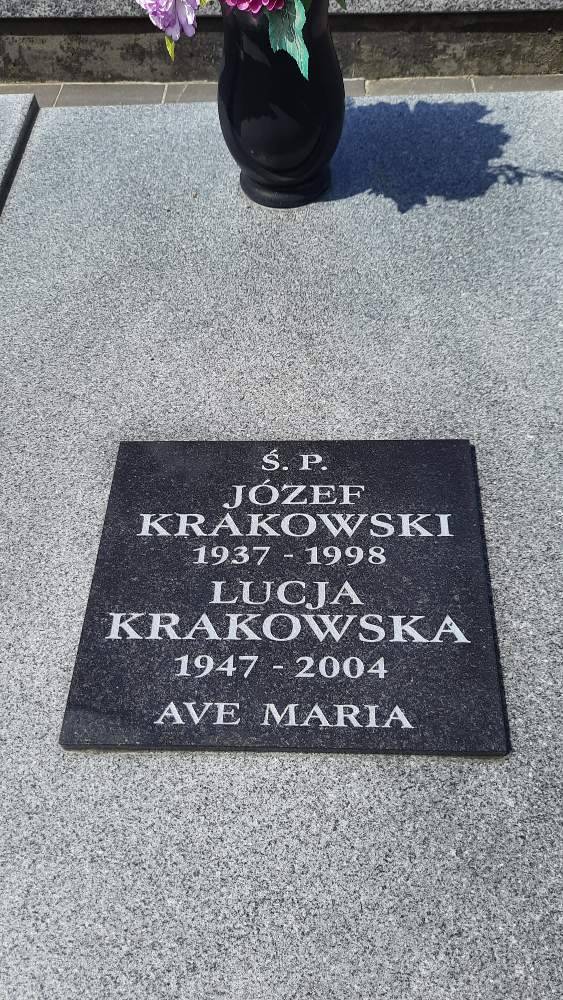 Ś. P.
JÓZEF
KRAKOWSKI
1937 - 1998
LUCJA
KRAKOWSKA
1947 - 2004
AVE MARIA